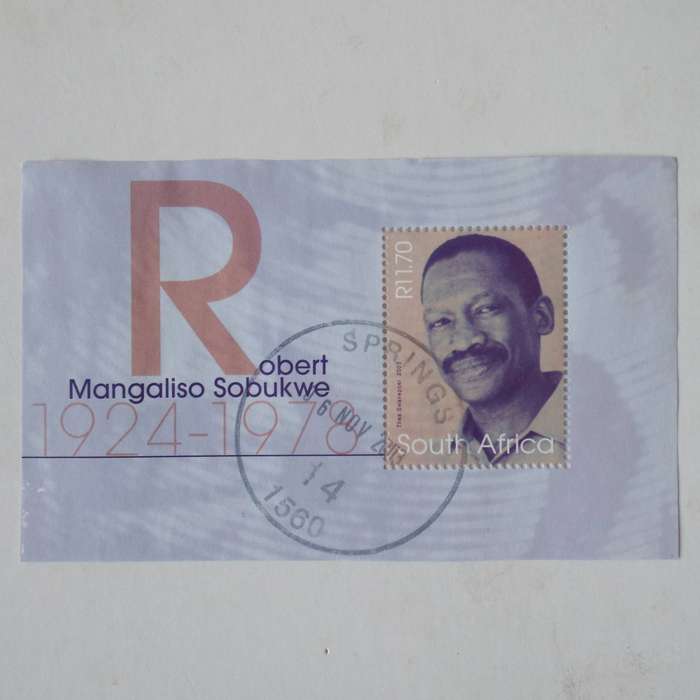 Robert
Mangaliso Sobukwe
1924-1978
R11.70
South Africa
SPRINGS
6 NOV
14
1560